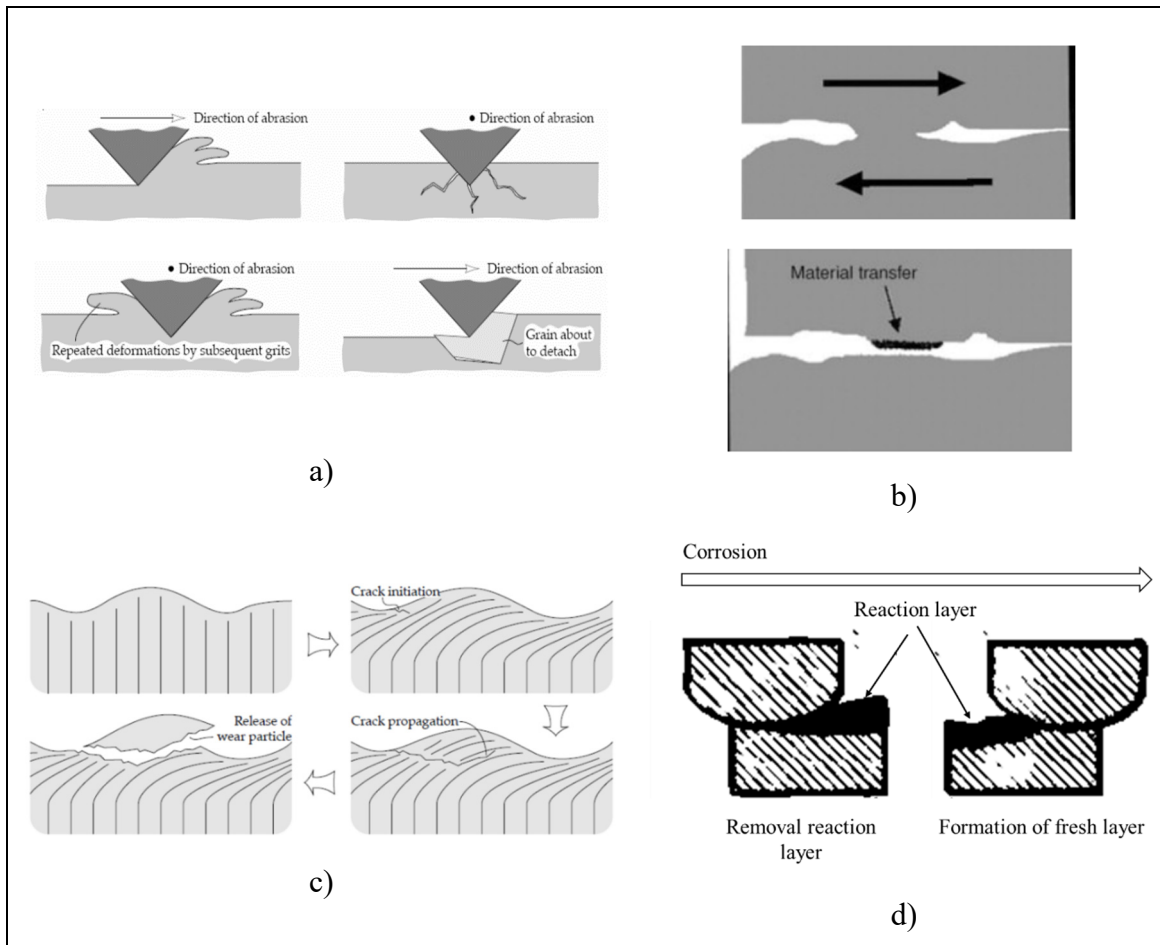 Direction of abrasion
Direction of abrasion
Direction of abrasion
Repeated deformations by subsequent grits
Direction of abrasion
Grain about
to detach
a)
Material transfer
b)
Crack initiation
Release of
wear particle
Crack propagation
c)
Corrosion
Reaction layer
Removal reaction
layer
Formation of fresh layer
d)